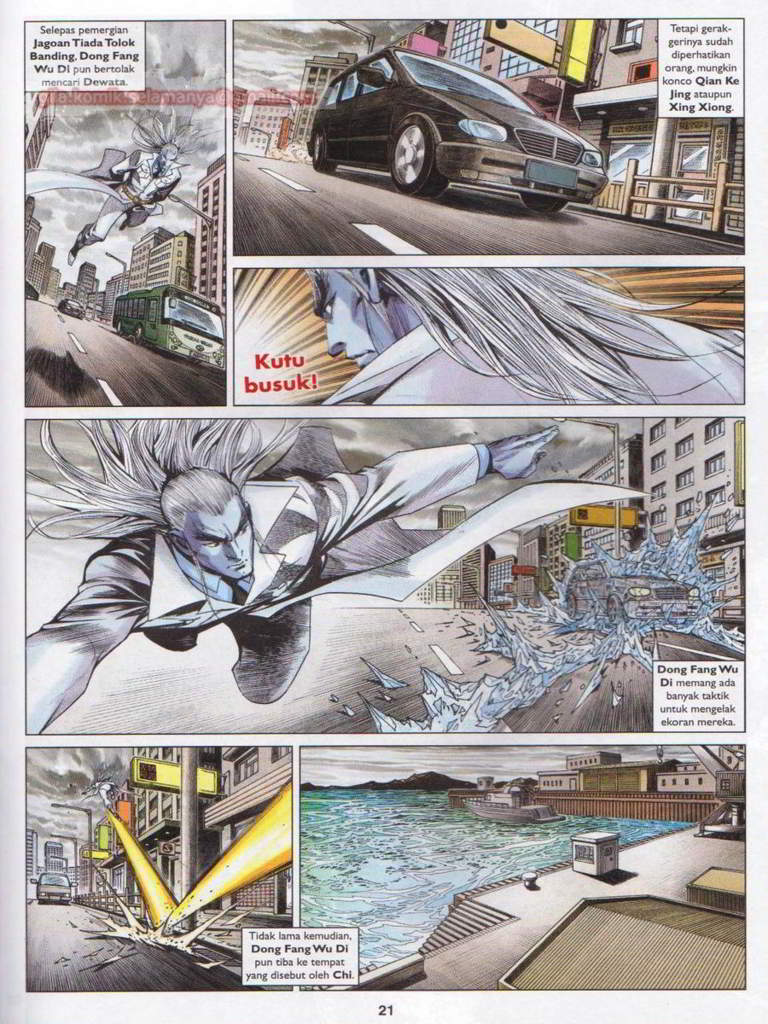 Selepas pemergian
Jagoan Tiada Tolok
Banding, Dong Fang
Wu Di pun bertolak
mencari Dewata.
Tetapi gerak-
gerinya sudah
diperhatikan
orang, mungkin
konco Qian Ke
Jing ataupun
Xing Xiong.
Kutu
busuk!
Dong Fang Wu
Di memang ada
banyak taktik
untuk mengelak
ekoran mereka.
Tidak lama kemudian,
Dong Fang Wu Di
pun tiba ke tempat
yang disebut oleh Chi.
21